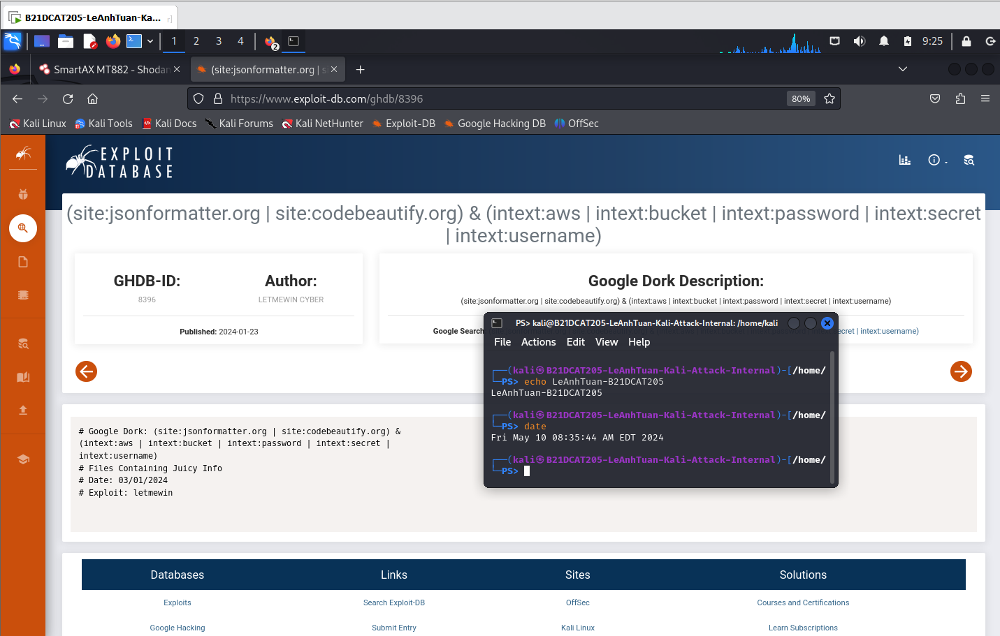 B21DCAT205-LeAnhTuan-Ka...
1 2 3 4 2 9:25
SmartAX MT882 - Shodan
(site:jsonformatter.org | s
https://www.exploit-db.com/ghdb/8396 80%
Kali Linux Kali Tools Kali Docs Kali Forums Kali NetHunter Exploit-DB Google Hacking DB OffSec
EXPLOIT
DATABASE
(site:jsonformatter.org | site:codebeautify.org) & (intext:aws | intext:bucket | intext:password | intext:secret
| intext:username)
GHDB-ID:
8396
Author:
LETMEWIN CYBER
Published: 2024-01-23
Google Dork Description:
(site:jsonformatter.org | site:codebeautify.org) & (intext:aws | intext:bucket | intext:password | intext:secret | intext:username)
Google Search
ecret | intext:username)
PS> kali@B21DCAT205-LeAnhTuan-Kali-Attack-Internal: /home/kali
File Actions Edit View Help
┌──(kali㉿B21DCAT205-LeAnhTuan-Kali-Attack-Internal)-[/home/
└─PS> echo LeAnhTuan-B21DCAT205
LeAnhTuan-B21DCAT205
┌──(kali㉿B21DCAT205-LeAnhTuan-Kali-Attack-Internal)-[/home/
└─PS> date
Fri May 10 08:35:44 AM EDT 2024
┌──(kali㉿B21DCAT205-LeAnhTuan-Kali-Attack-Internal)-[/home/
└─PS>
# Google Dork: (site:jsonformatter.org | site:codebeautify.org) &
(intext:aws | intext:bucket | intext:password | intext:secret |
intext:username)
# Files Containing Juicy Info
# Date: 03/01/2024
# Exploit: letmewin
Databases Links Sites Solutions
Exploits Search Exploit-DB OffSec Courses and Certifications
Google Hacking Submit Entry Kali Linux Learn Subscriptions